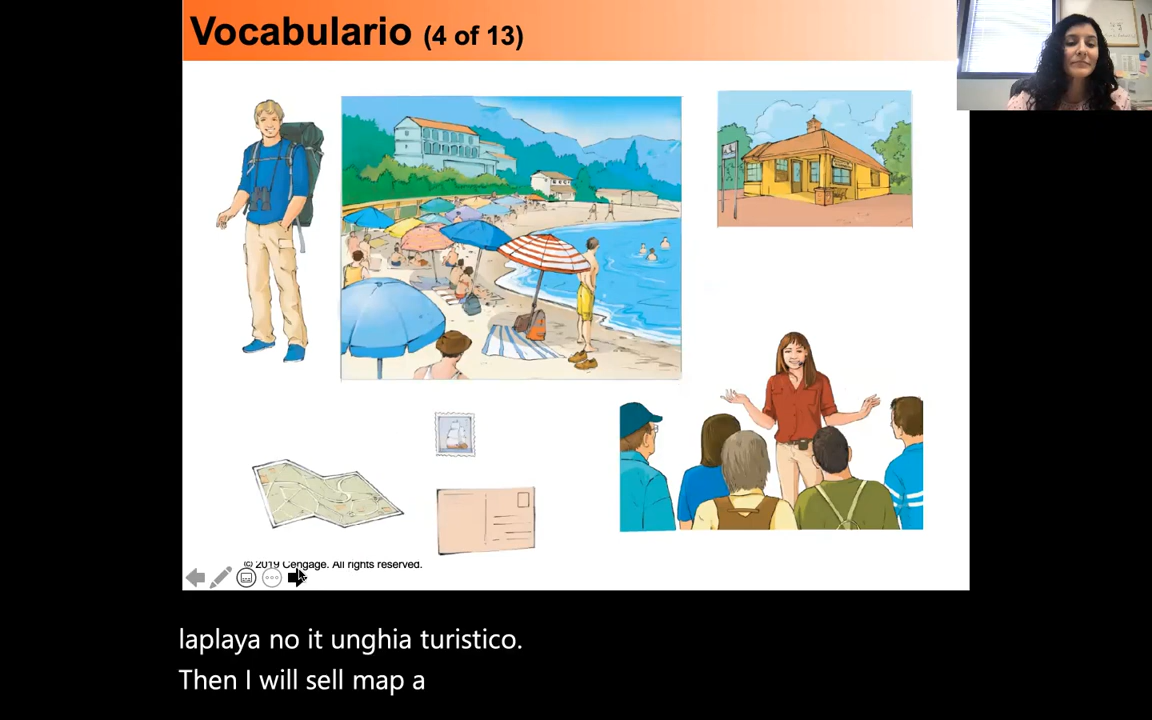 Vocabulario (4 of 13)
© 2019 Cengage. All rights reserved.
laplaya no it unghia turistico.
Then I will sell map a